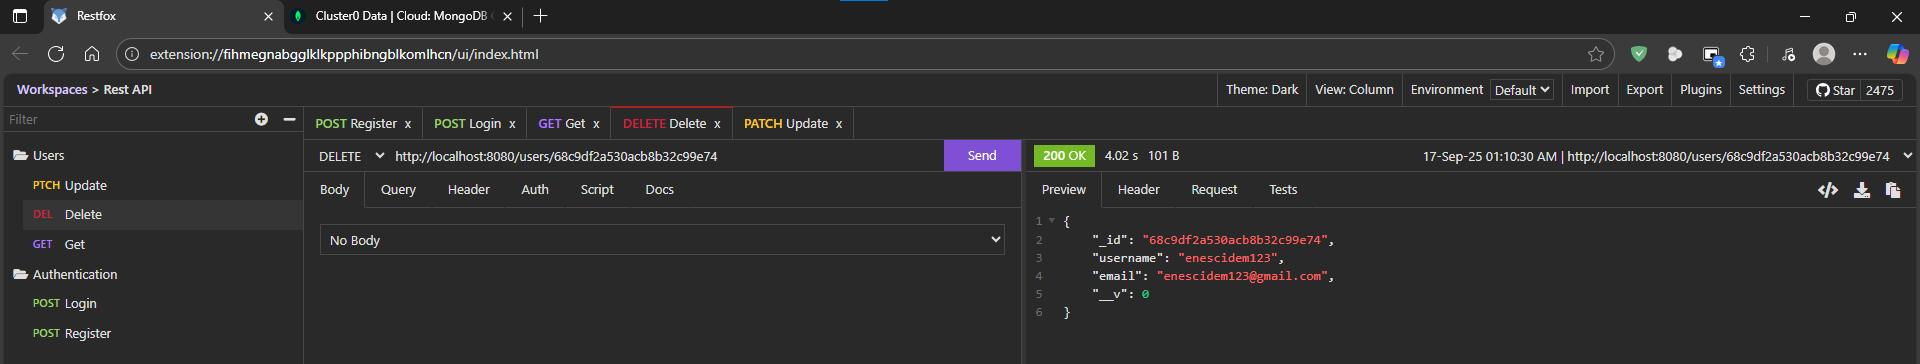 Restfox
Cluster0 Data | Cloud: MongoDB
extension://fihmegnabgglklkppphibngblkomlhcn/ui/index.html
Workspaces > Rest API
Theme: Dark
View: Column
Environment
Default
Import
Export
Plugins
Settings
Star
2475
Filter
Users
PTCH Update
DEL Delete
GET Get
Authentication
POST Login
POST Register
POST Register x
POST Login x
GET Get x
DELETE Delete x
PATCH Update x
DELETE
http://localhost:8080/users/68c9df2a530acb8b32c99e74
Send
Body
Query
Header
Auth
Script
Docs
No Body
200 OK
4.02 s
101 B
17-Sep-25 01:10:30 AM | http://localhost:8080/users/68c9df2a530acb8b32c99e74
Preview
Header
Request
Tests
1 {
2 "_id": "68c9df2a530acb8b32c99e74",
3 "username": "enescidem123",
4 "email": "enescidem123@gmail.com",
5 "__v": 0
6 }